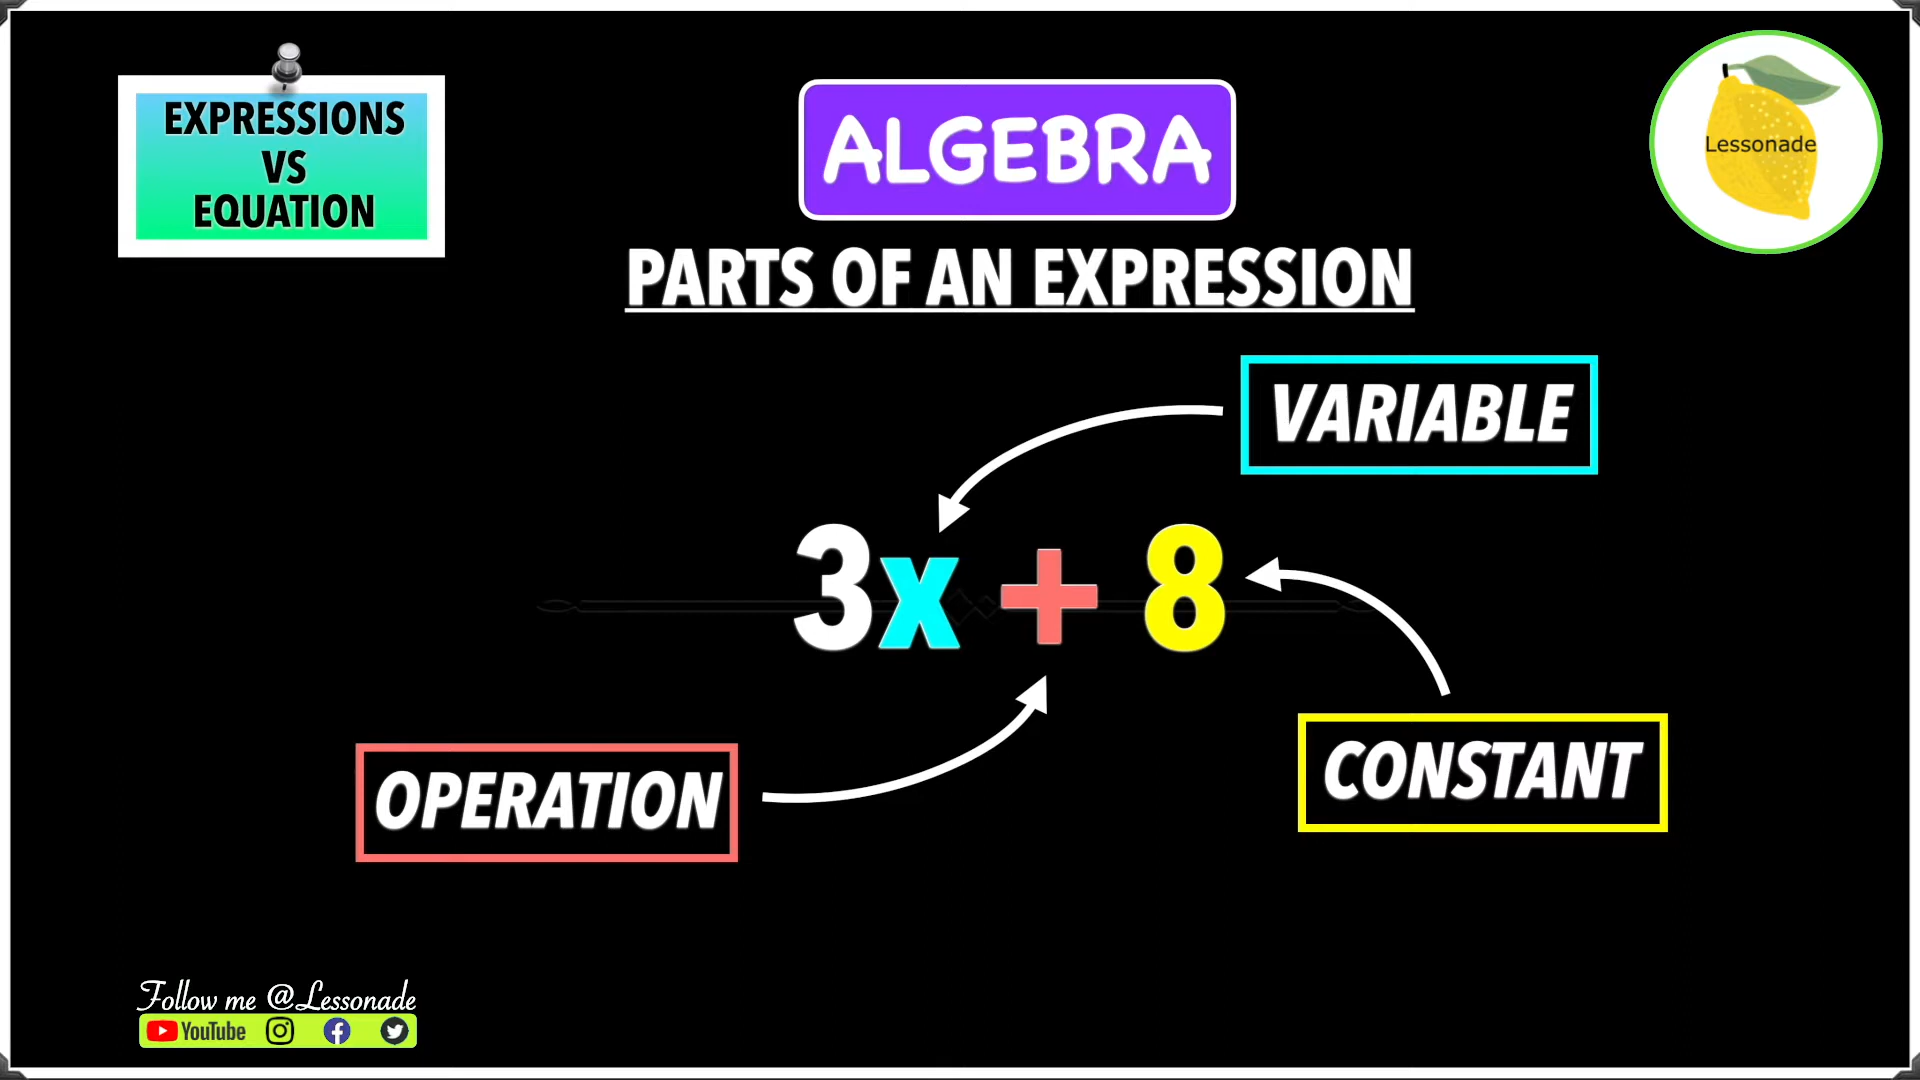 EXPRESSIONS
VS
EQUATION
ALGEBRA
Lessonade
PARTS OF AN EXPRESSION
VARIABLE
3x + 8
OPERATION
CONSTANT
Follow me @Lessonade
YouTube